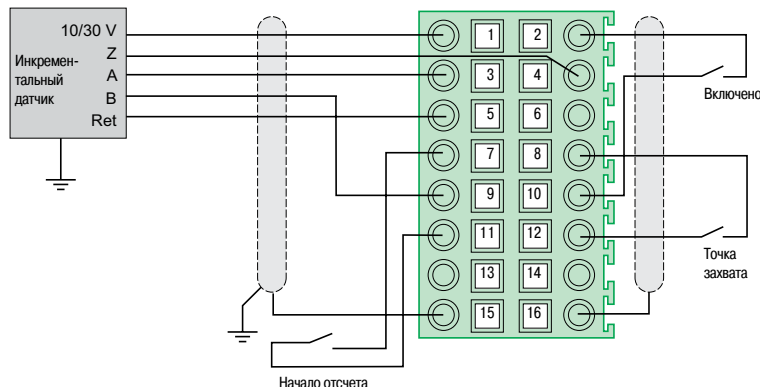 10/30 V
Z
A
B
Ret
Инкремен-
тальный
датчик
1 2
3 4
5 6
7 8
9 10
11 12
13 14
15 16
Включено
Точка
захвата
Начало отсчета